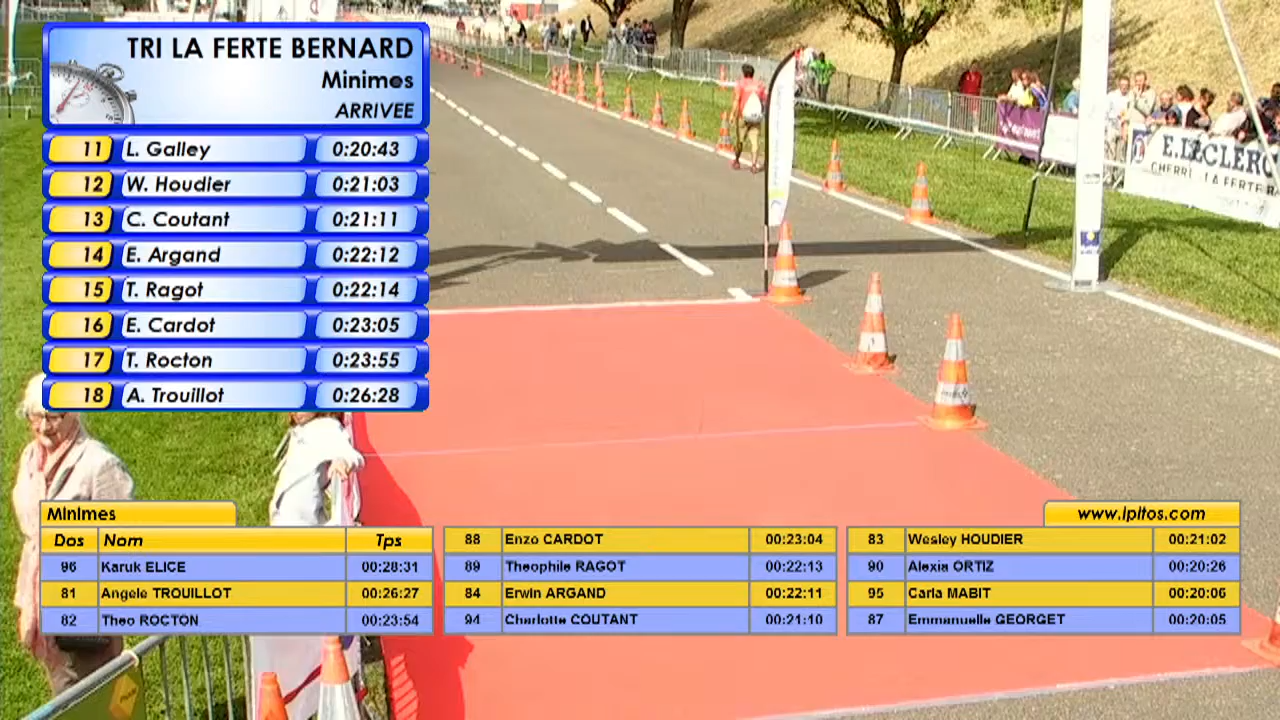 TRI LA FERTE BERNARD
Minimes
ARRIVEE
11 L. Galley 0:20:43
12 W. Houdier 0:21:03
13 C. Coutant 0:21:11
14 E. Argand 0:22:12
15 T. Ragot 0:22:14
16 E. Cardot 0:23:05
17 T. Rocton 0:23:55
18 A. Trouillot 0:26:28
E.LECLERC
CHERRE LA FERTE B
Minimes
www.ipitos.com
Dos Nom Tps
96 Karuk ELICE 00:28:31
81 Angele TROUILLOT 00:26:27
82 Theo ROCTON 00:23:54
88 Enzo CARDOT 00:23:04
89 Theophile RAGOT 00:22:13
84 Erwin ARGAND 00:22:11
94 Charlotte COUTANT 00:21:10
83 Wesley HOUDIER 00:21:02
90 Alexia ORTIZ 00:20:26
95 Carla MABIT 00:20:06
87 Emmanuelle GEORGET 00:20:05